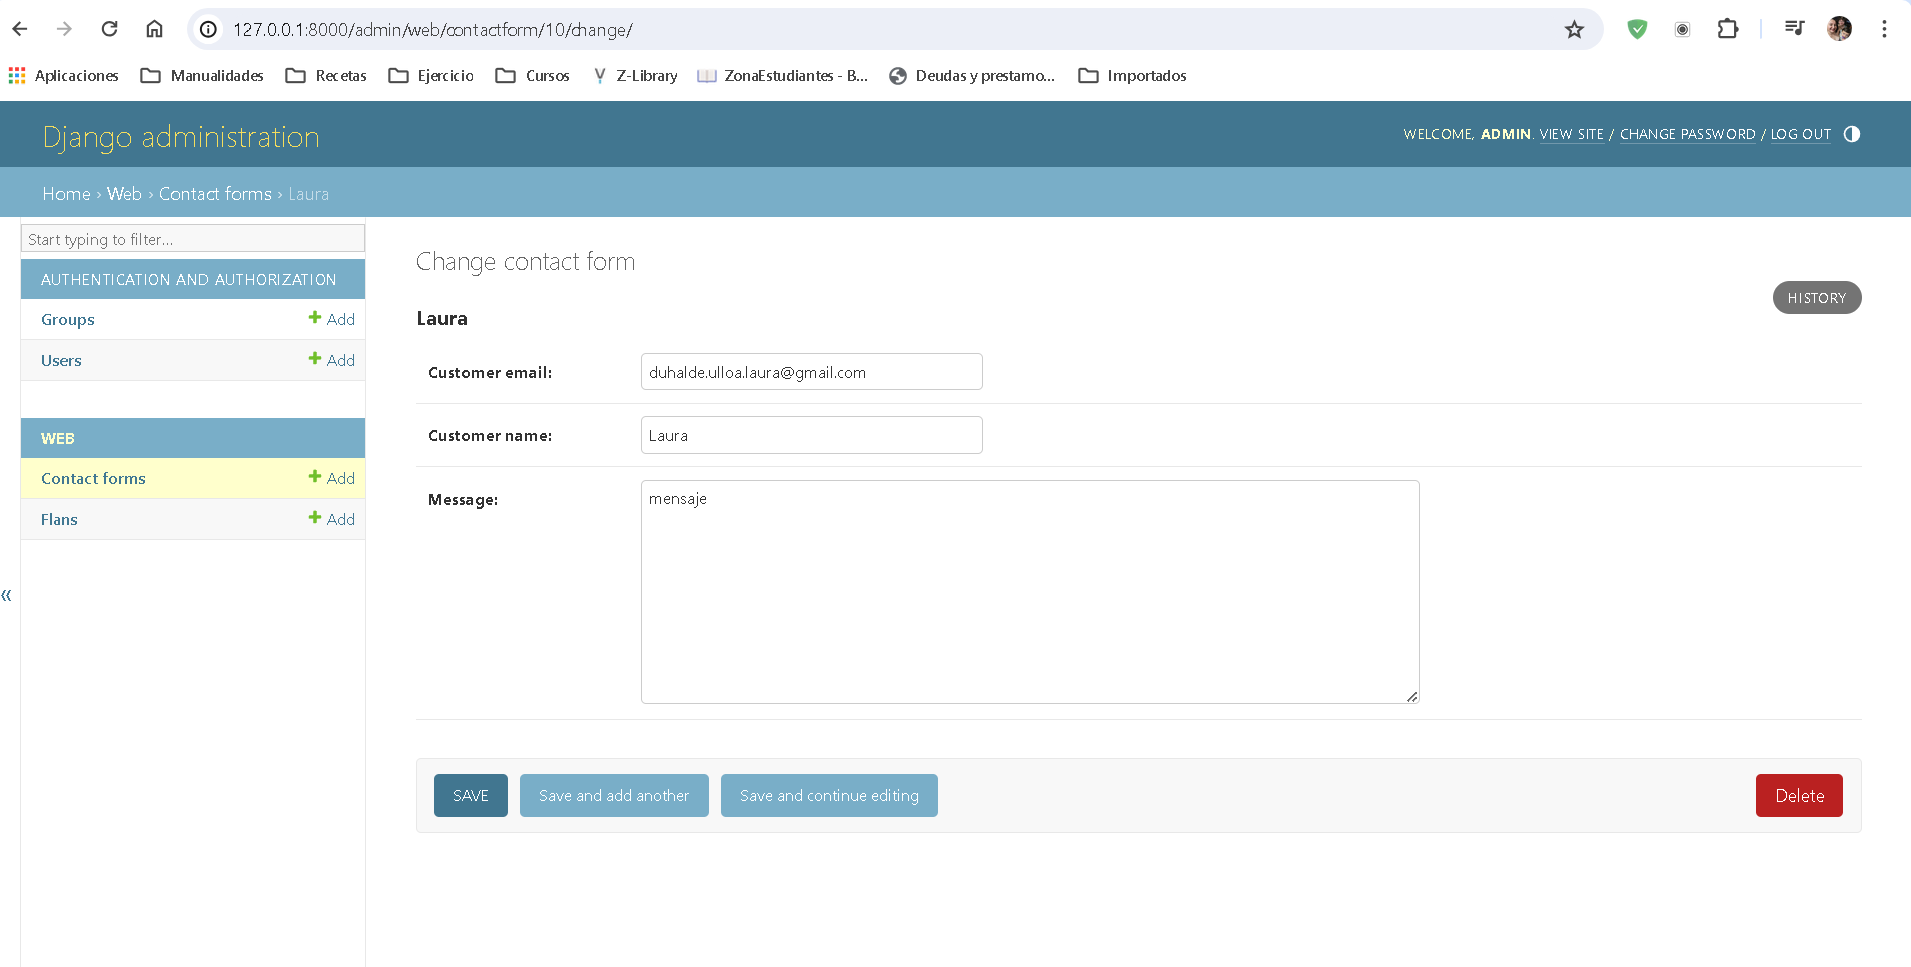 127.0.0.1:8000/admin/web/contactform/10/change/
Aplicaciones Manualidades Recetas Ejercicio Cursos Z-Library ZonaEstudiantes - B... Deudas y prestamo... Importados
Django administration
WELCOME, ADMIN. VIEW SITE / CHANGE PASSWORD / LOG OUT
Home › Web › Contact forms › Laura
Start typing to filter...
AUTHENTICATION AND AUTHORIZATION
Groups + Add
Users + Add
WEB
Contact forms + Add
Flans + Add
«
Change contact form
HISTORY
Laura
Customer email: duhalde.ulloa.laura@gmail.com
Customer name: Laura
Message: mensaje
SAVE Save and add another Save and continue editing Delete